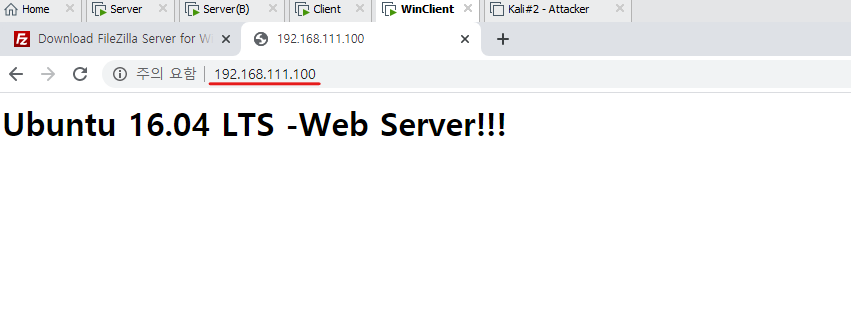 Home Server Server(B) Client WinClient Kali#2 - Attacker
Download FileZilla Server for Wi 192.168.111.100
주의 요함 192.168.111.100
Ubuntu 16.04 LTS -Web Server!!!